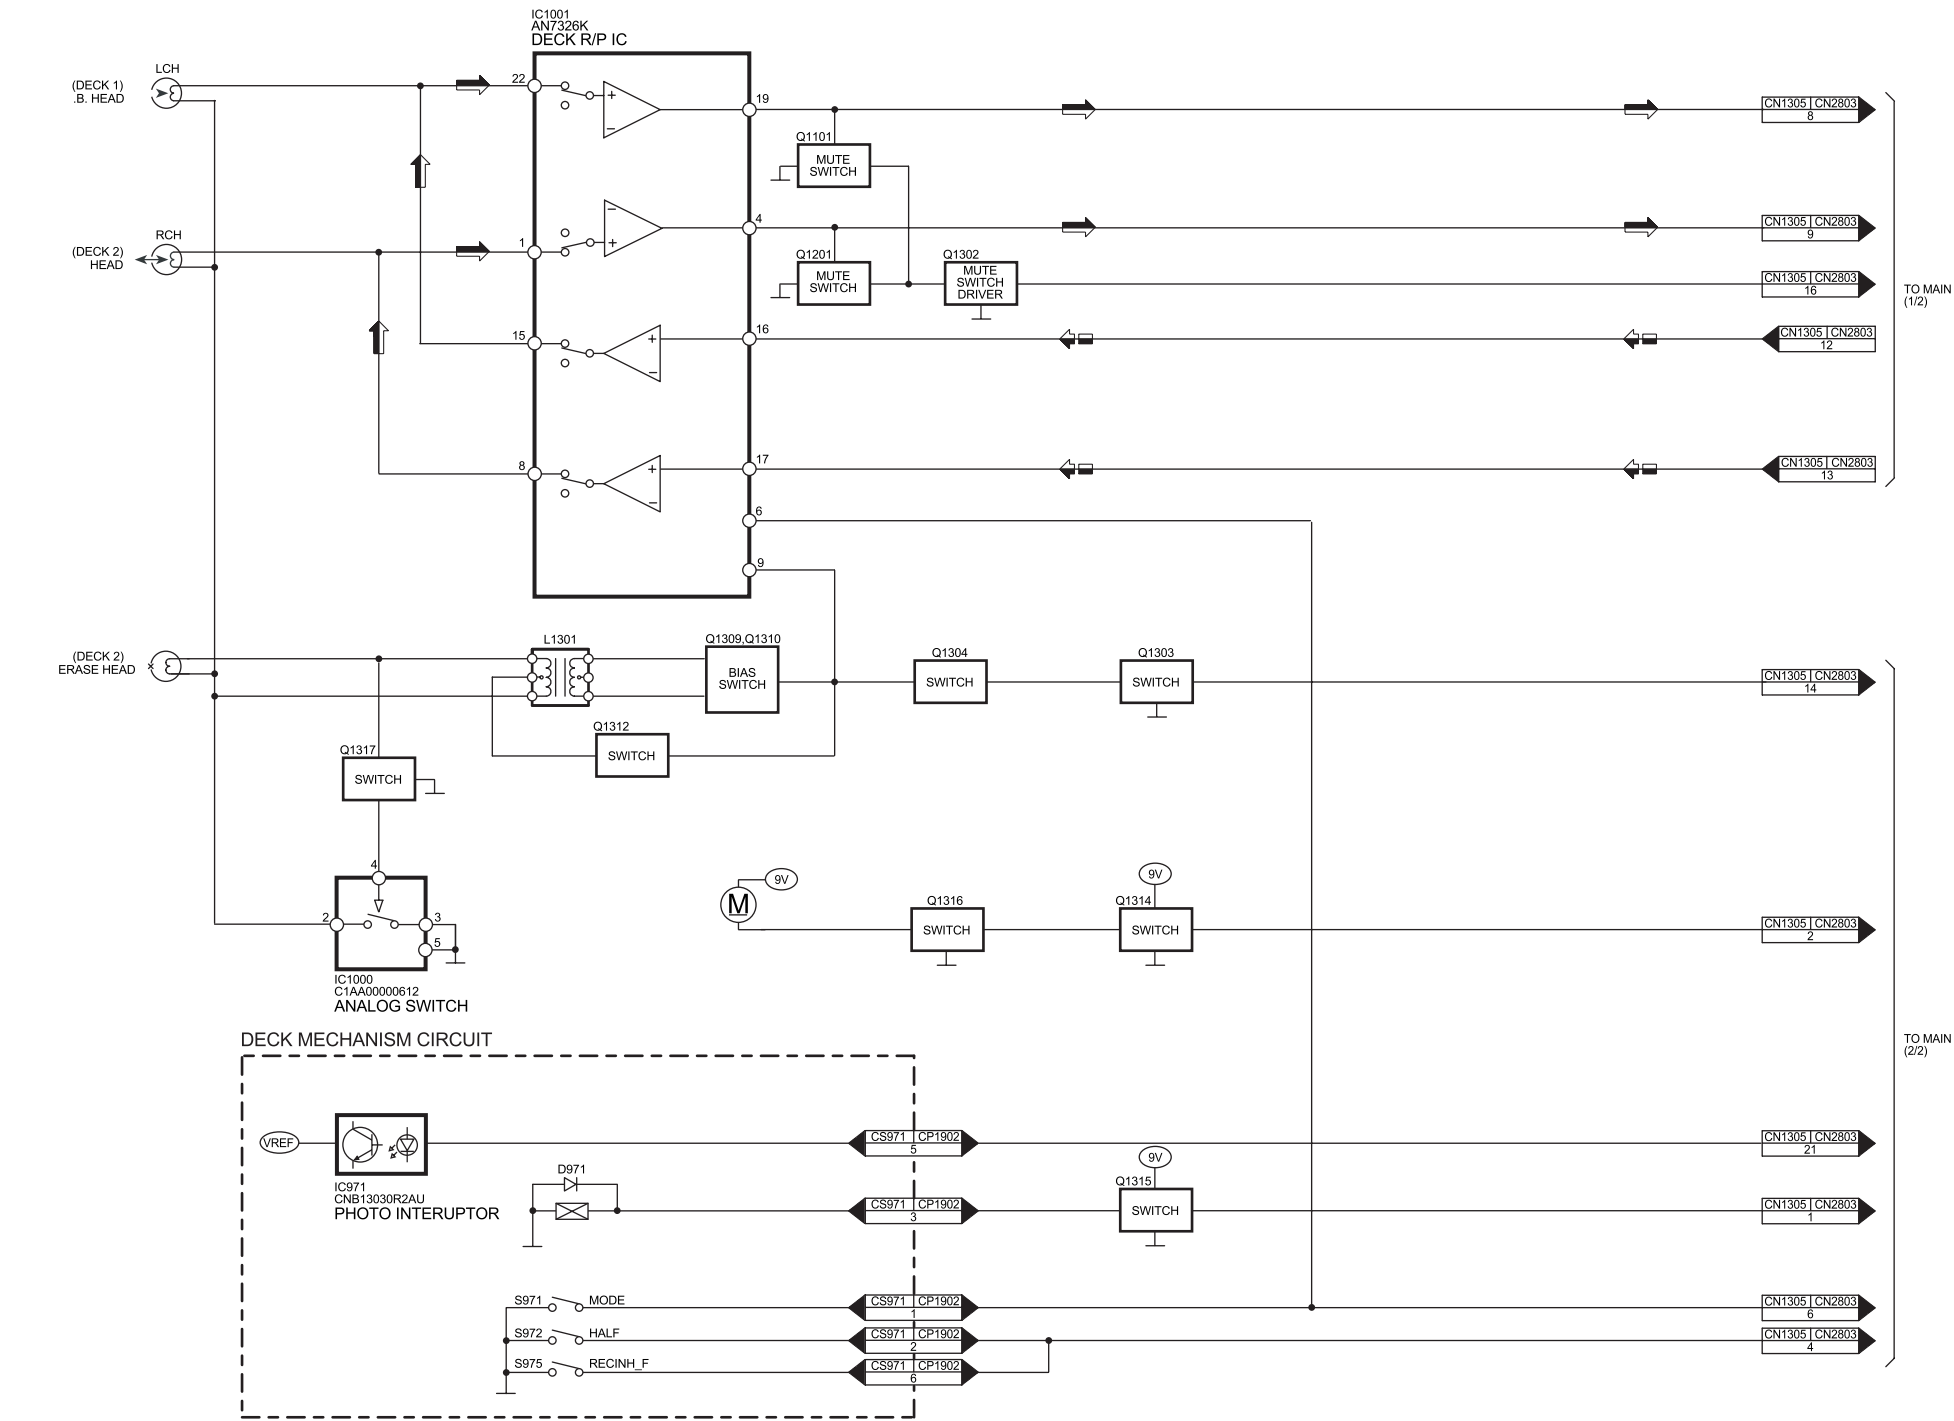 IC1001
AN7326K
DECK R/P IC
LCH
(DECK 1)
.B. HEAD
22
+
−
19
CN1305 CN2803
8
Q1101
MUTE
SWITCH
RCH
(DECK 2)
HEAD
1
−
+
4
CN1305 CN2803
9
Q1201
MUTE
SWITCH
Q1302
MUTE
SWITCH
DRIVER
CN1305 CN2803
16
TO MAIN
(1/2)
15
+
−
16
CN1305 CN2803
12
8
+
−
17
CN1305 CN2803
13
6
9
(DECK 2)
ERASE HEAD
L1301
Q1309,Q1310
BIAS
SWITCH
Q1304
SWITCH
Q1303
SWITCH
CN1305 CN2803
14
Q1312
SWITCH
Q1317
SWITCH
4
2
3
5
IC1000
C1AA00000612
ANALOG SWITCH
9V
M
Q1316
SWITCH
9V
Q1314
SWITCH
CN1305 CN2803
2
TO MAIN
(2/2)
DECK MECHANISM CIRCUIT
VREF
IC971
CNB13030R2AU
PHOTO INTERUPTOR
CS971 CP1902
5
CN1305 CN2803
21
D971
CS971 CP1902
3
9V
Q1315
SWITCH
CN1305 CN2803
1
S971 MODE
CS971 CP1902
1
CN1305 CN2803
6
S972 HALF
CS971 CP1902
2
CN1305 CN2803
4
S975 RECINH_F
CS971 CP1902
6